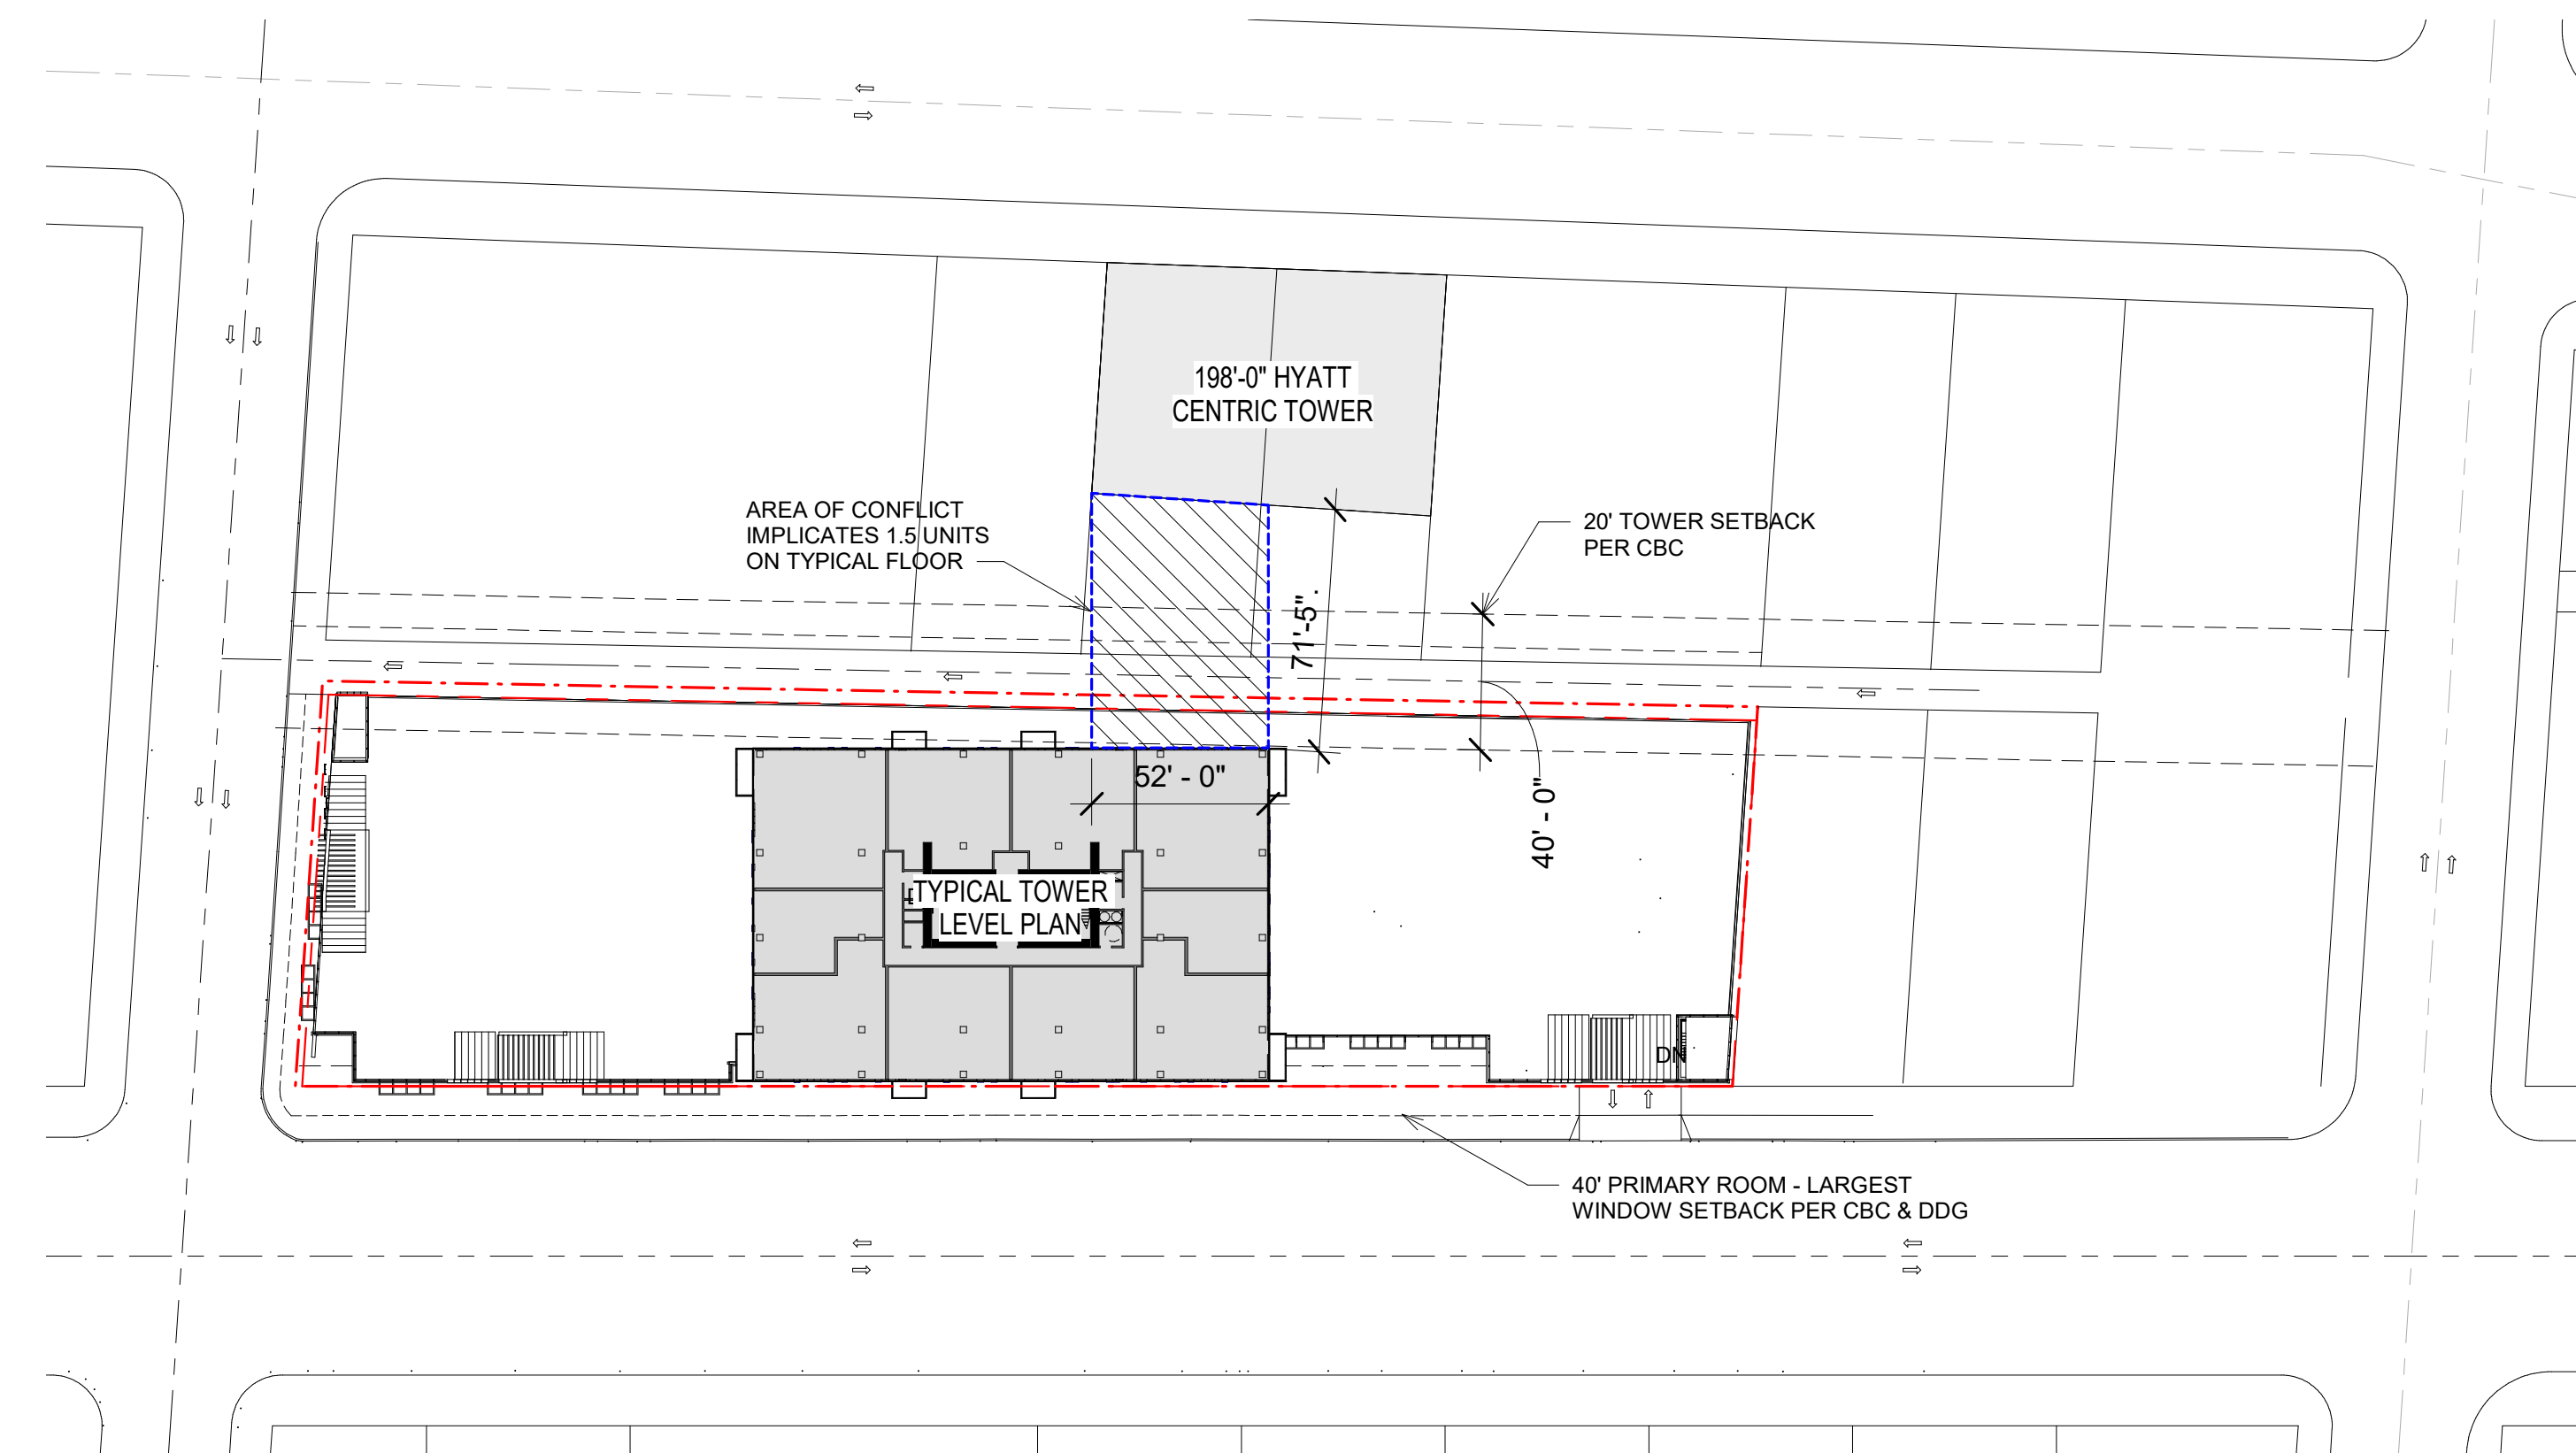 198'-0" HYATT
CENTRIC TOWER
AREA OF CONFLICT
IMPLICATES 1.5 UNITS
ON TYPICAL FLOOR
20' TOWER SETBACK
PER CBC
71'-5".
52' - 0"
40' - 0"
TYPICAL TOWER
LEVEL PLAN
DN
40' PRIMARY ROOM - LARGEST
WINDOW SETBACK PER CBC & DDG